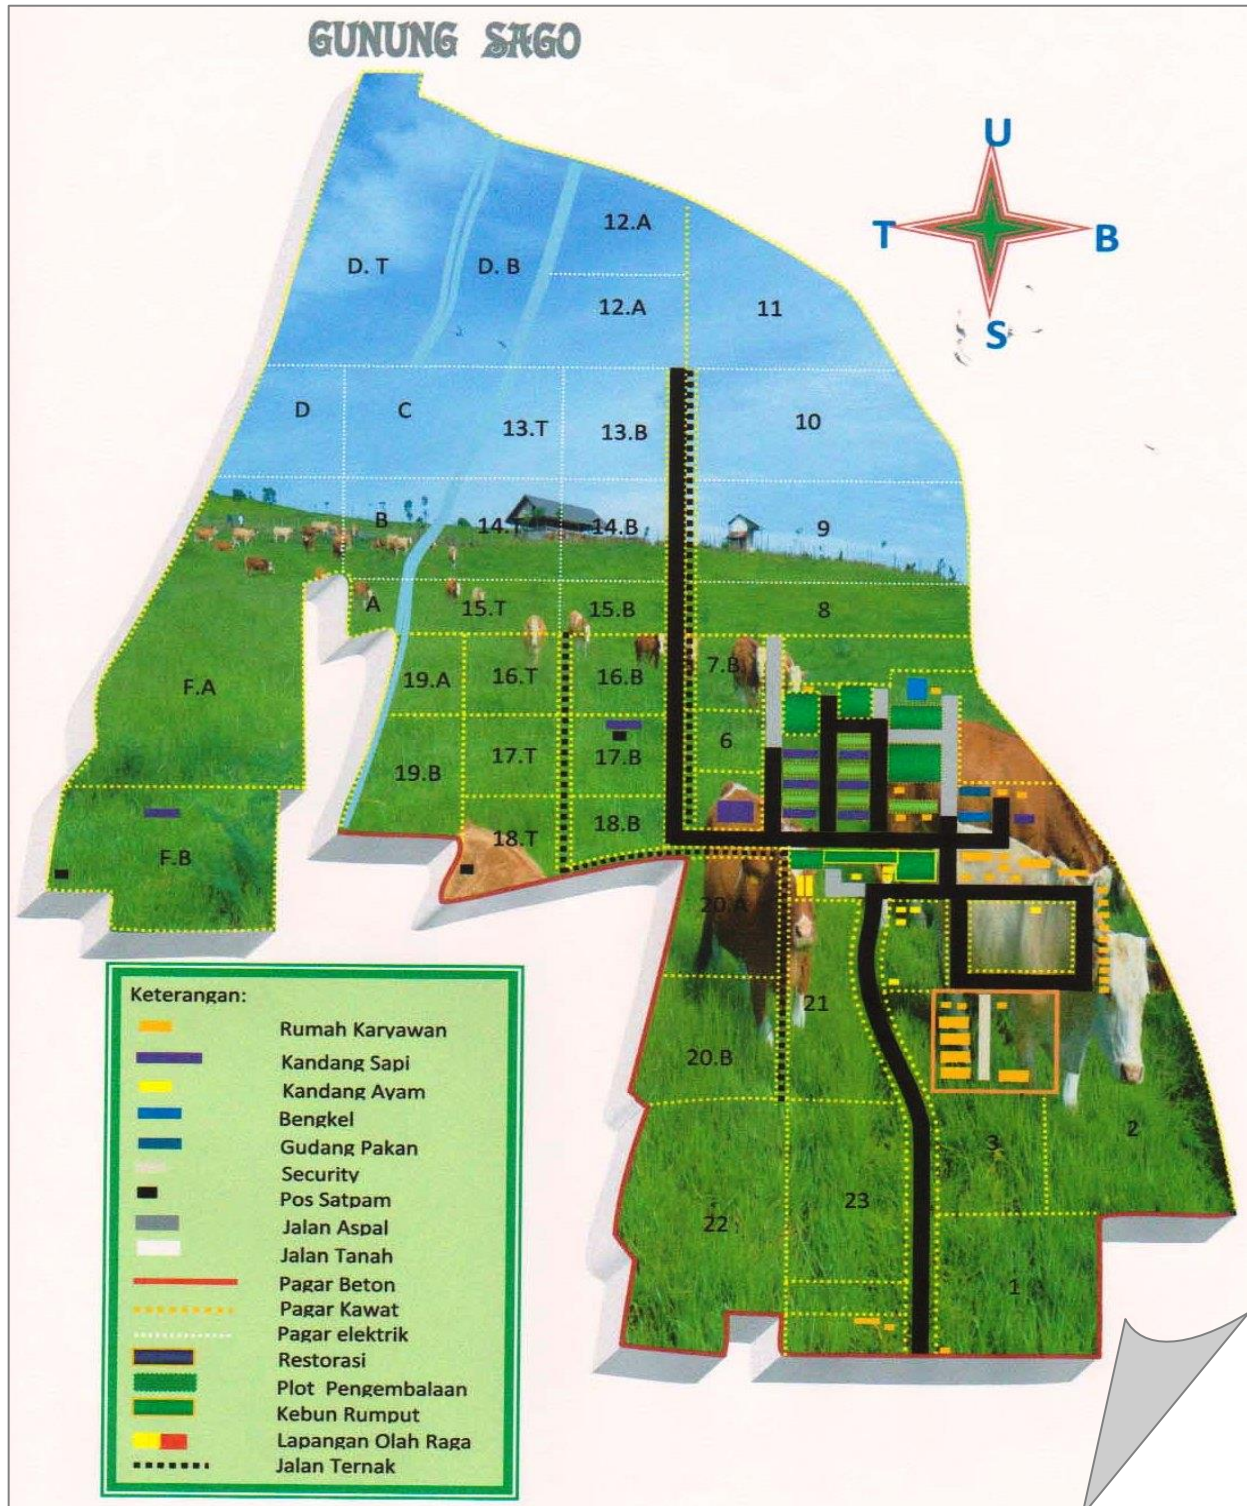 GUNUNG SAGO
U
T
B
S
12.A
D. T
D. B
12.A
11
D
C
13.T
13.B
10
B
14.T
14.B
9
A
15.T
15.B
8
F.A
19.A
16.T
16.B
7.B
19.B
17.T
17.B
6
F.B
18.T
18.B
20.A
21
20.B
3
2
22
23
1
Keterangan:
Rumah Karyawan
Kandang Sapi
Kandang Ayam
Bengkel
Gudang Pakan
Security
Pos Satpam
Jalan Aspal
Jalan Tanah
Pagar Beton
Pagar Kawat
Pagar elektrik
Restorasi
Plot Pengembalaan
Kebun Rumput
Lapangan Olah Raga
Jalan Ternak